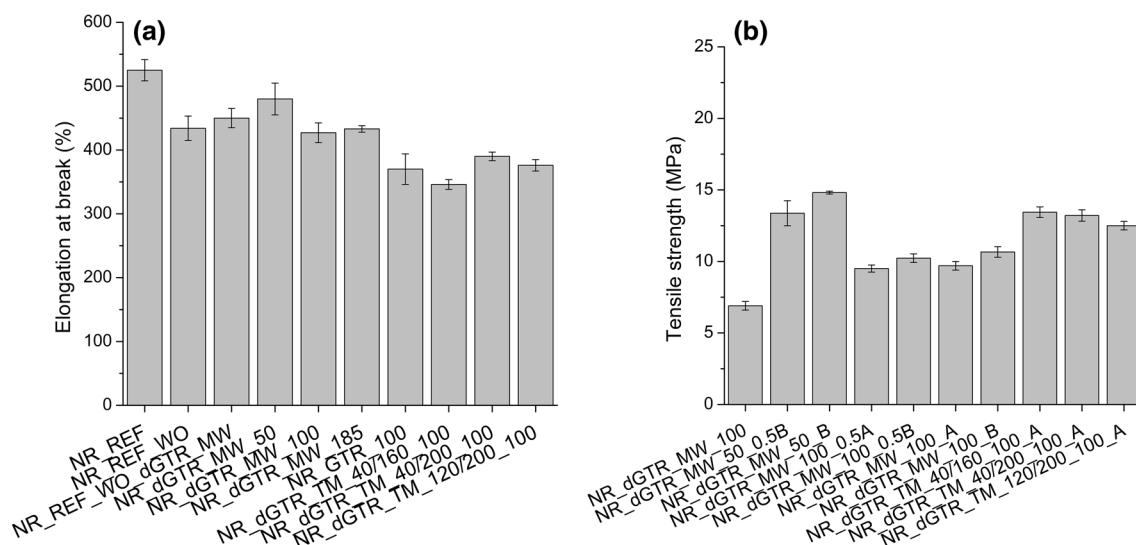 (a)
Elongation at break (%)
600
500
400
300
200
100
0
NR_REF
NR_REF_WO
NR_REF_WO_dGTR_MW
NR_dGTR_MW_50
NR_dGTR_MW_100
NR_dGTR_MW_185
NR_GTR_100
NR_dGTR_TM_40/160_100
NR_dGTR_TM_40/200_100
NR_dGTR_TM_120/200_100
(b)
Tensile strength (MPa)
25
20
15
10
5
0
NR_dGTR_MW_100
NR_dGTR_MW_50_0.5B
NR_dGTR_MW_50_B
NR_dGTR_MW_100_0.5A
NR_dGTR_MW_100_0.5B
NR_dGTR_MW_100_A
NR_dGTR_MW_100_B
NR_dGTR_TM_40/160_100_A
NR_dGTR_TM_40/200_100_A
NR_dGTR_TM_120/200_100_A